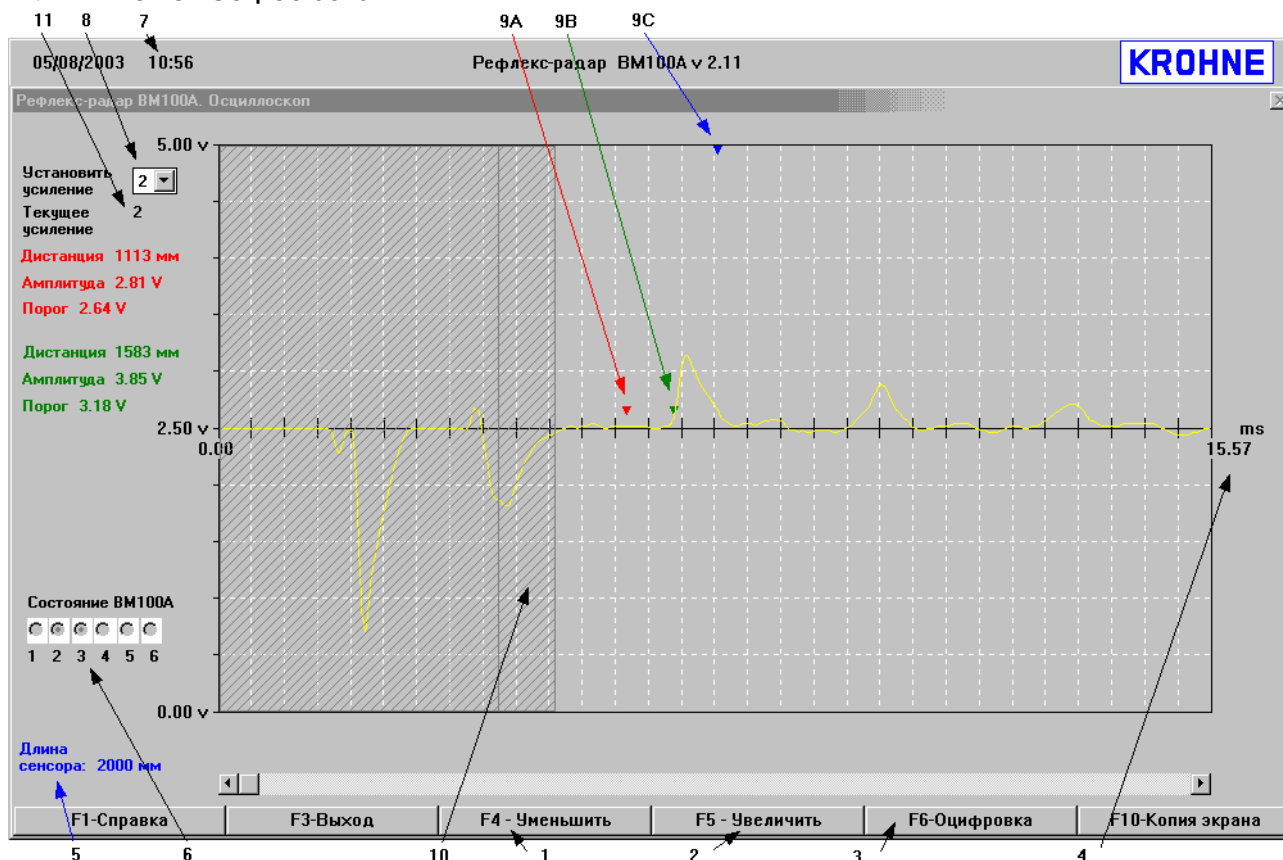 11 8 7 9A 9B 9C
05/08/2003 10:56 Рефлекс-радар BM100A v 2.11 KROHNE
Рефлекс-радар BM100A. Осциллоскоп
5.00 v
Установить
усиление
2
Текущее 2
усиление
Дистанция 1113 мм
Амплитуда 2.81 V
Порог 2.64 V
Дистанция 1583 мм
Амплитуда 3.85 V
Порог 3.18 V
2.50 v
ms
0.00
15.57
Состояние BM100A
1 2 3 4 5 6
0.00 v
Длина
сенсора: 2000 мм
F1-Справка F3-Выход F4 - Уменьшить F5 - Увеличить F6-Оцифровка F10-Копия экрана
5 6 10 1 2 3 4